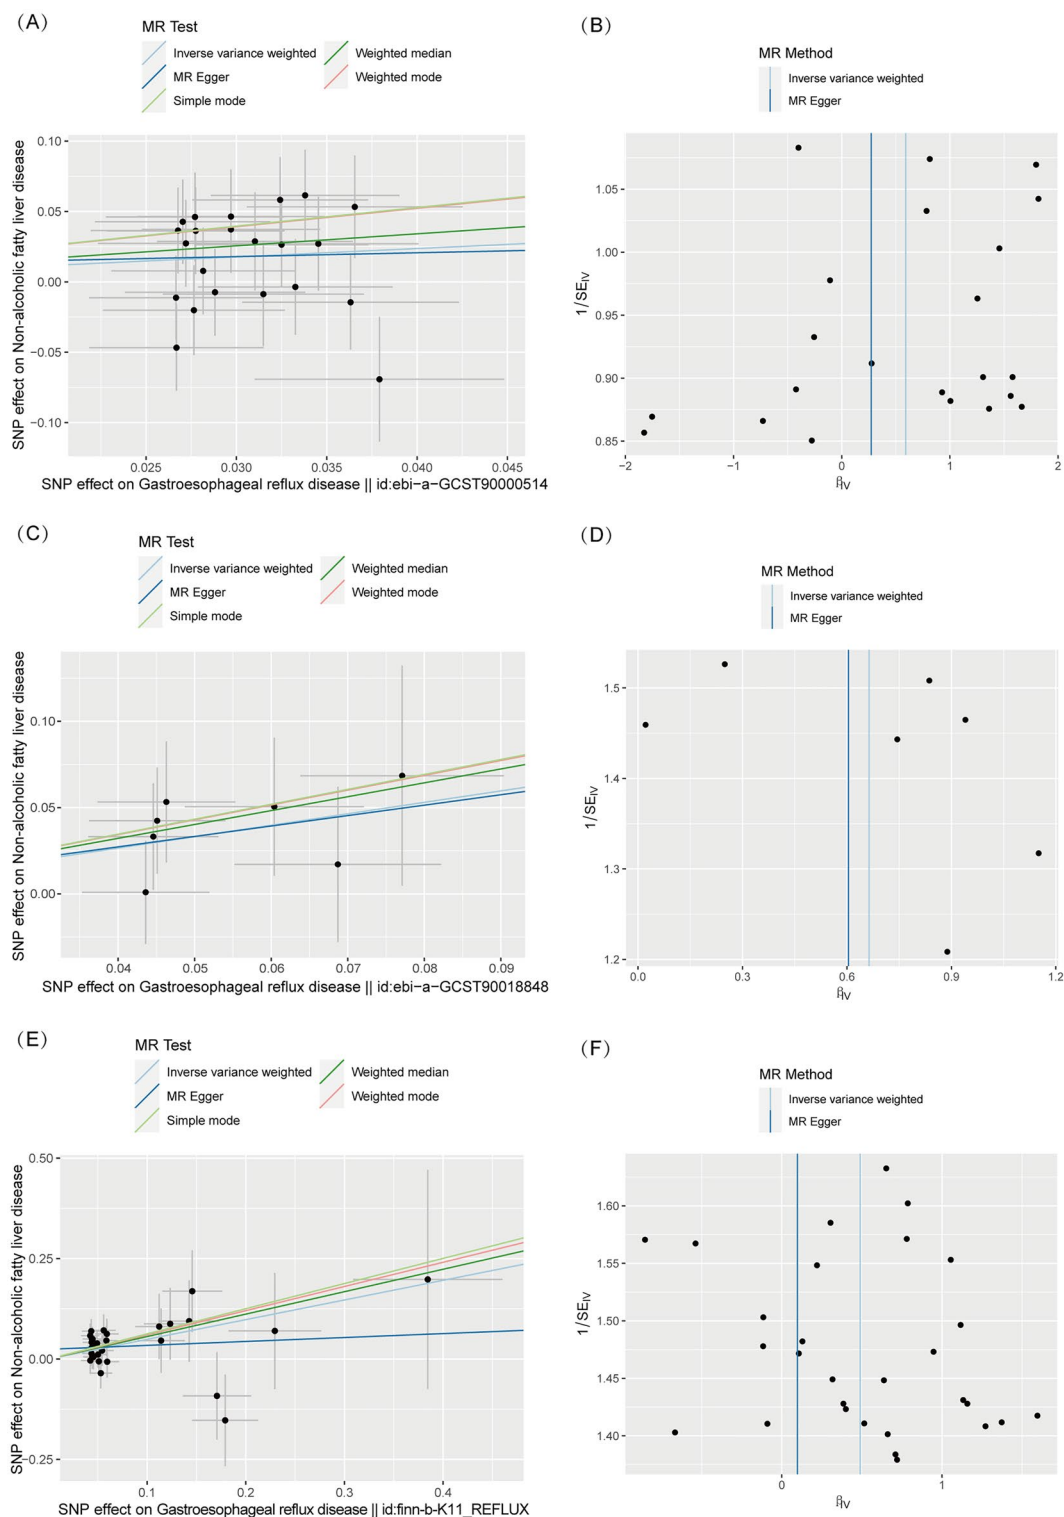 (A)
MR Test
Inverse variance weighted
Weighted median
MR Egger
Weighted mode
Simple mode
SNP effect on Non-alcoholic fatty liver disease
0.10
0.05
0.00
−0.05
−0.10
0.025 0.030 0.035 0.040 0.045
SNP effect on Gastroesophageal reflux disease || id:ebi−a−GCST90000514
(B)
MR Method
Inverse variance weighted
MR Egger
1/SE_IV
1.05
1.00
0.95
0.90
0.85
−2 −1 0 1 2
β_IV
(C)
MR Test
Inverse variance weighted
Weighted median
MR Egger
Weighted mode
Simple mode
SNP effect on Non-alcoholic fatty liver disease
0.10
0.05
0.00
0.04 0.05 0.06 0.07 0.08 0.09
SNP effect on Gastroesophageal reflux disease || id:ebi−a−GCST90018848
(D)
MR Method
Inverse variance weighted
MR Egger
1/SE_IV
1.5
1.4
1.3
1.2
0.0 0.3 0.6 0.9 1.2
β_IV
(E)
MR Test
Inverse variance weighted
Weighted median
MR Egger
Weighted mode
Simple mode
SNP effect on Non-alcoholic fatty liver disease
0.50
0.25
0.00
−0.25
0.1 0.2 0.3 0.4
SNP effect on Gastroesophageal reflux disease || id:finn-b-K11_REFLUX
(F)
MR Method
Inverse variance weighted
MR Egger
1/SE_IV
1.60
1.55
1.50
1.45
1.40
0 1
β_IV